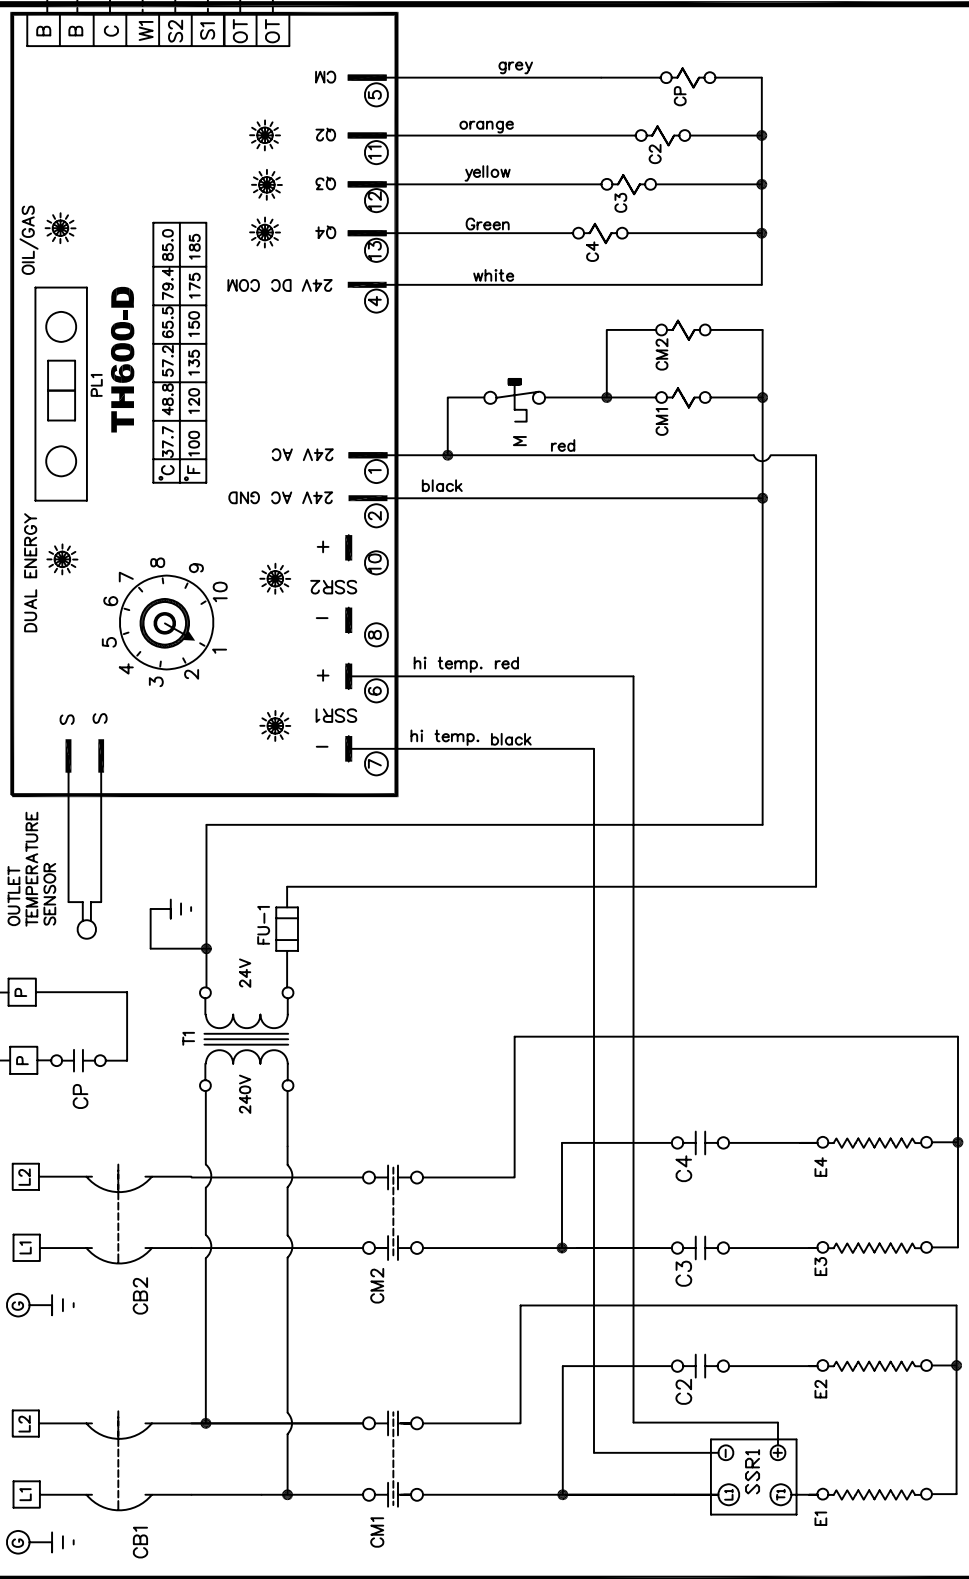 B
B
C
W1
S2
S1
OT
OT
CM
5
grey
CP
Q2
11
orange
C2
Q3
12
yellow
C3
Q4
13
Green
C4
24V DC COM
4
white
OIL/GAS
PL1
TH600-D
°C 37.7 48.8 57.2 65.5 79.4 85.0
°F 100 120 135 150 175 185
CM2
CM1
M
24V AC
1
red
24V AC GND
2
black
DUAL ENERGY
1
2
3
4
5
6
7
8
9
10
+
10
SSR2
-
8
+
6
hi temp. red
SSR1
-
7
hi temp. black
S
S
OUTLET
TEMPERATURE
SENSOR
P
P
CP
FU-1
24V
T1
240V
L2
L1
G
CB2
CM2
C4
E4
C3
E3
L2
L1
G
CB1
CM1
C2
E2
-
+
SSR1
L1
T1
E1